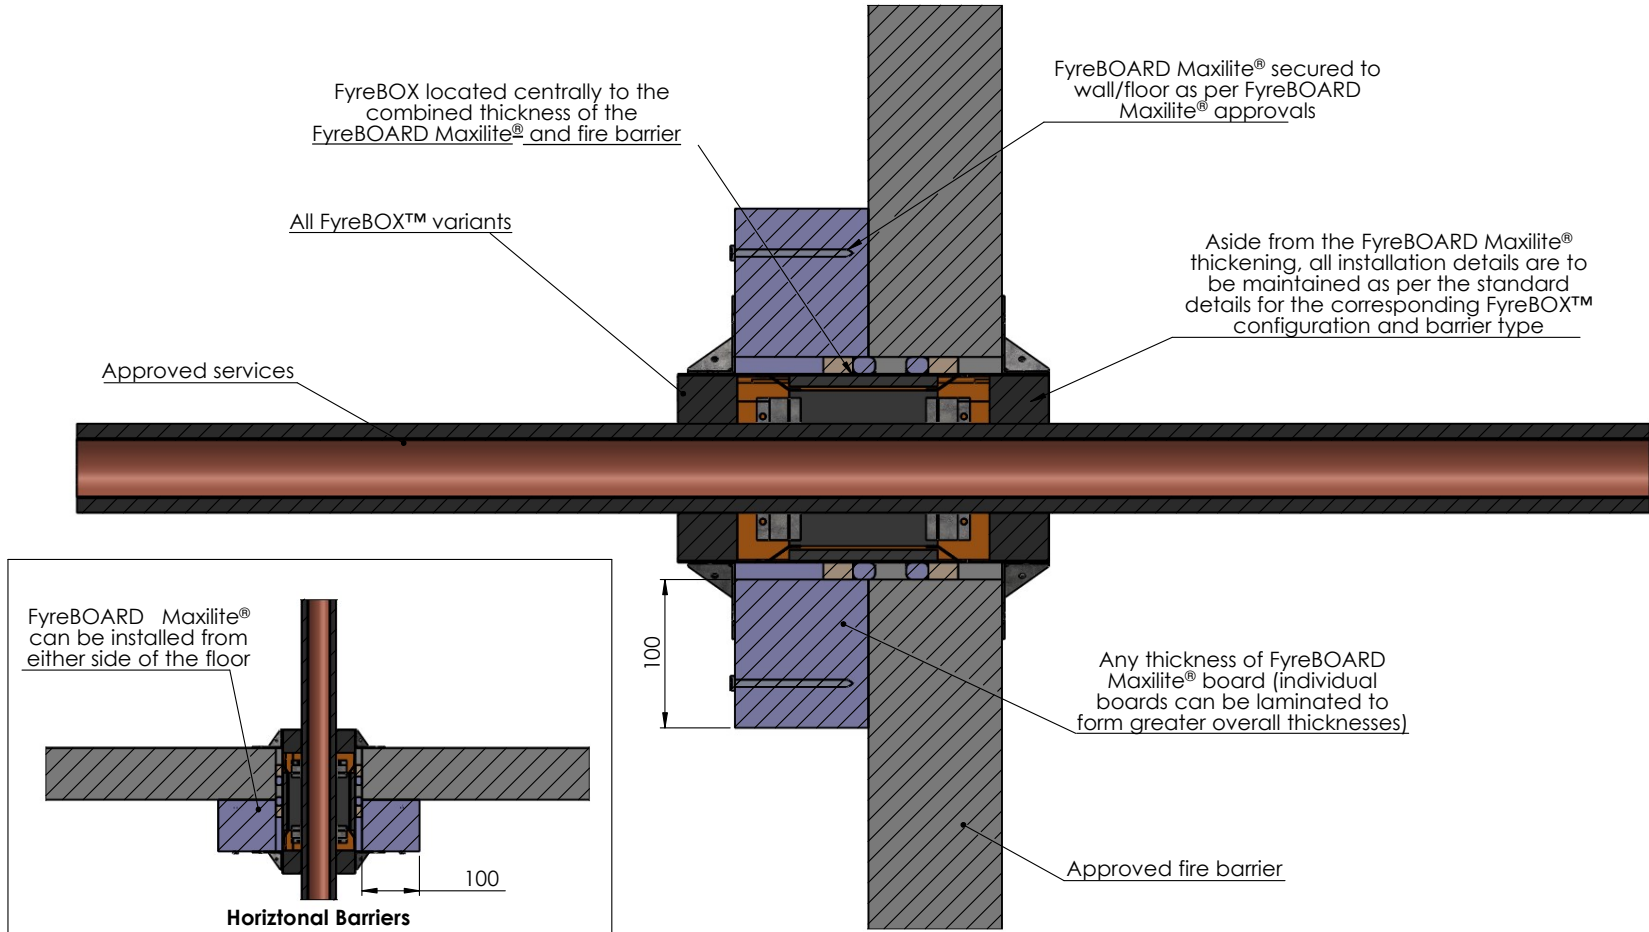 FyreBOX located centrally to the
combined thickness of the
FyreBOARD Maxilite® and fire barrier
FyreBOARD Maxilite® secured to
wall/floor as per FyreBOARD
Maxilite® approvals
All FyreBOX™ variants
Aside from the FyreBOARD Maxilite®
thickening, all installation details are to
be maintained as per the standard
details for the corresponding FyreBOX™
configuration and barrier type
Approved services
100
Any thickness of FyreBOARD
Maxilite® board (individual
boards can be laminated to
form greater overall thicknesses)
Approved fire barrier
FyreBOARD Maxilite®
can be installed from
either side of the floor
100
Horiztonal Barriers